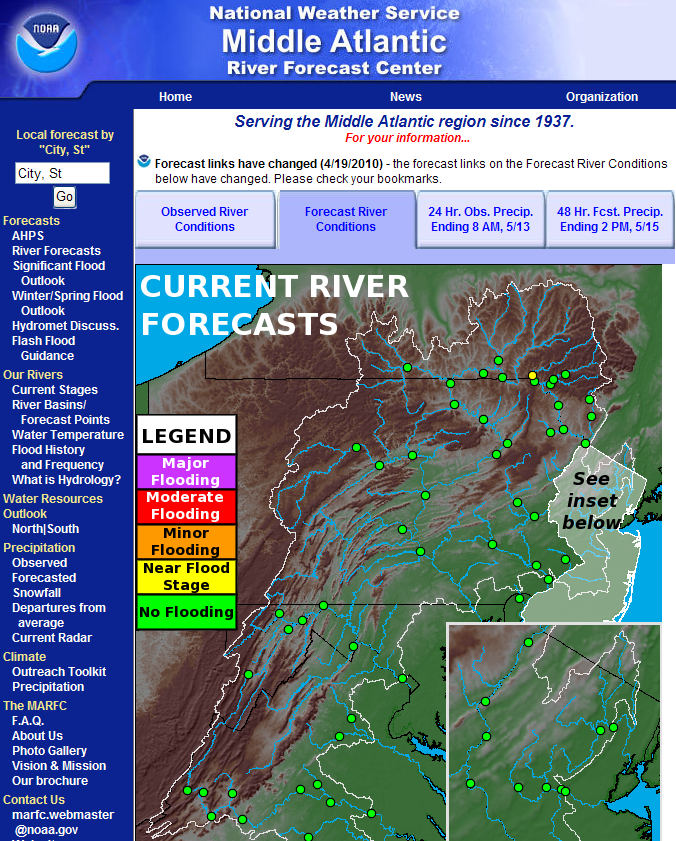 NOAA
National Weather Service
Middle Atlantic
River Forecast Center
Home News Organization
Local forecast by
"City, St"
City, St
Go
Forecasts
AHPS
River Forecasts
Significant Flood
Outlook
Winter/Spring Flood
Outlook
Hydromet Discuss.
Flash Flood
Guidance
Our Rivers
Current Stages
River Basins/
Forecast Points
Water Temperature
Flood History
and Frequency
What is Hydrology?
Water Resources
Outlook
North|South
Precipitation
Observed
Forecasted
Snowfall
Departures from
average
Current Radar
Climate
Outreach Toolkit
Precipitation
The MARFC
F.A.Q.
About Us
Photo Gallery
Vision & Mission
Our brochure
Contact Us
marfc.webmaster
@noaa.gov
Serving the Middle Atlantic region since 1937.
For your information...
Forecast links have changed (4/19/2010) - the forecast links on the Forecast River Conditions
below have changed. Please check your bookmarks.
Observed River
Conditions
Forecast River
Conditions
24 Hr. Obs. Precip.
Ending 8 AM, 5/13
48 Hr. Fcst. Precip.
Ending 2 PM, 5/15
CURRENT RIVER
FORECASTS
LEGEND
Major
Flooding
Moderate
Flooding
Minor
Flooding
Near Flood
Stage
No Flooding
See
inset
below